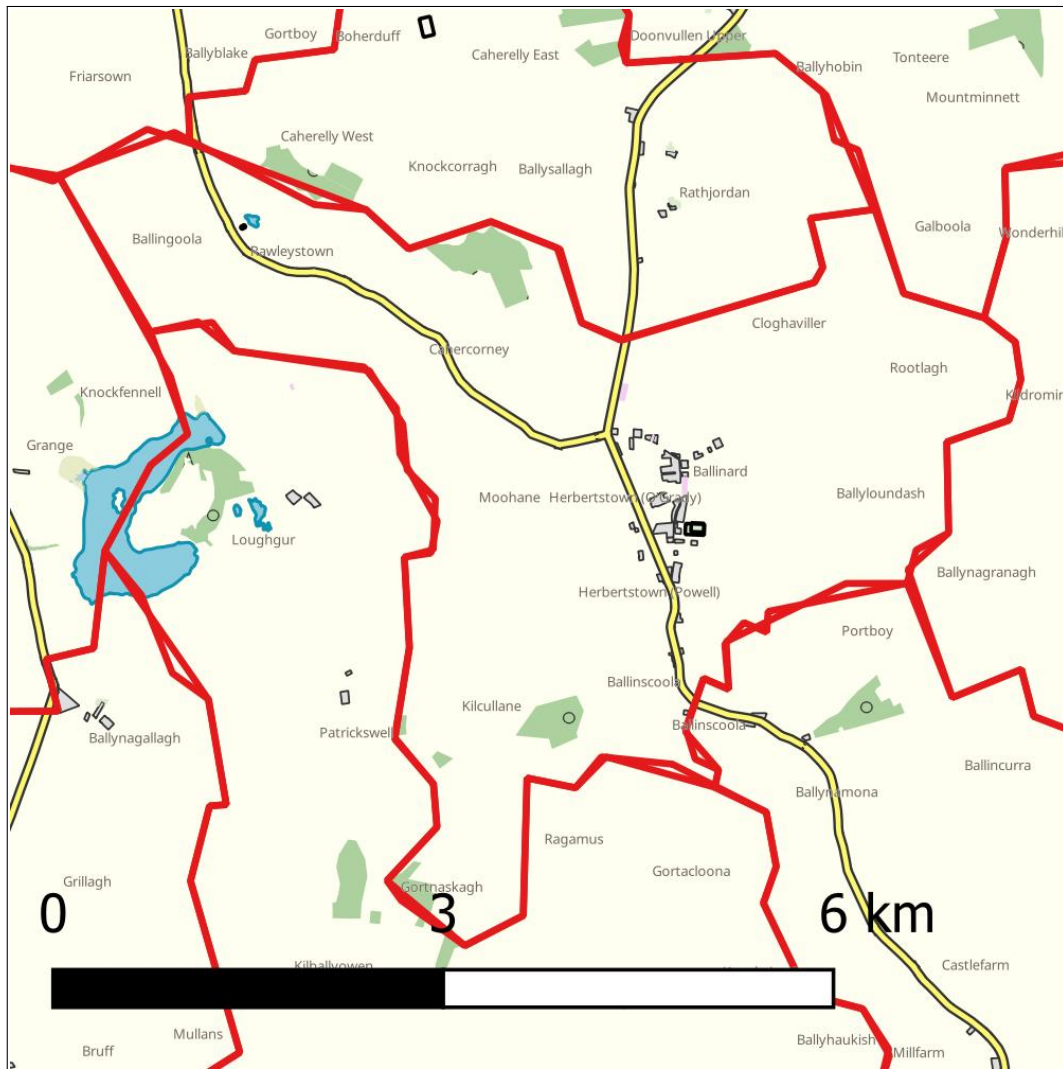 Gortboy
Boherduff
Doonvullen Upper
Ballyblake
Caherelly East
Tonteere
Friarsown
Ballyhobin
Mountminnett
Caherelly West
Knockcorragh
Ballysallagh
Rathjordan
Galboola
Wonderhil
Ballingoola
Rawleystown
Cloghaviller
Cahercorney
Rootlagh
Knockfennell
Kildromin
Grange
Ballinard
Ballyloundash
Moohane
Herbertstown (O'Grady)
Loughgur
Ballynagranagh
Herbertstown (Powell)
Portboy
Ballinscoola
Kilcullane
Ballinscoola
Patrickswell
Ballynagallagh
Ballincurra
Ballynamona
Ragamus
Gortacloona
Grillagh
Gortnaskagh
0
3
6 km
Kilballyowen
Castlefarm
Mullans
Ballyhaukish
Bruff
Millfarm